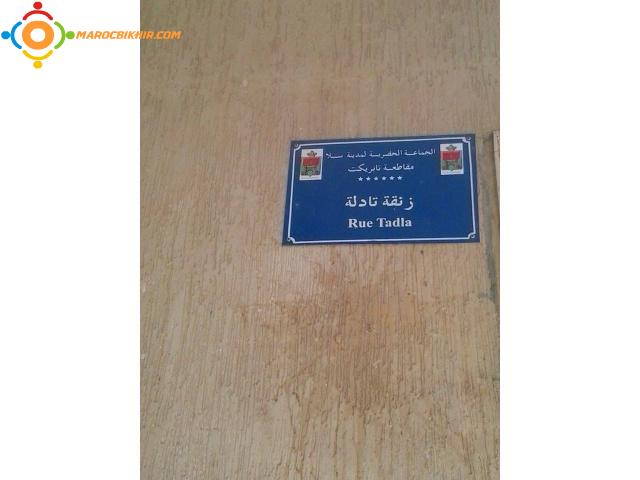 MAROCBIKHIR.COM
الجماعة الحضرية لمدينة سلا
مقاطعة تابريكت
زنقة تادلة
Rue Tadla